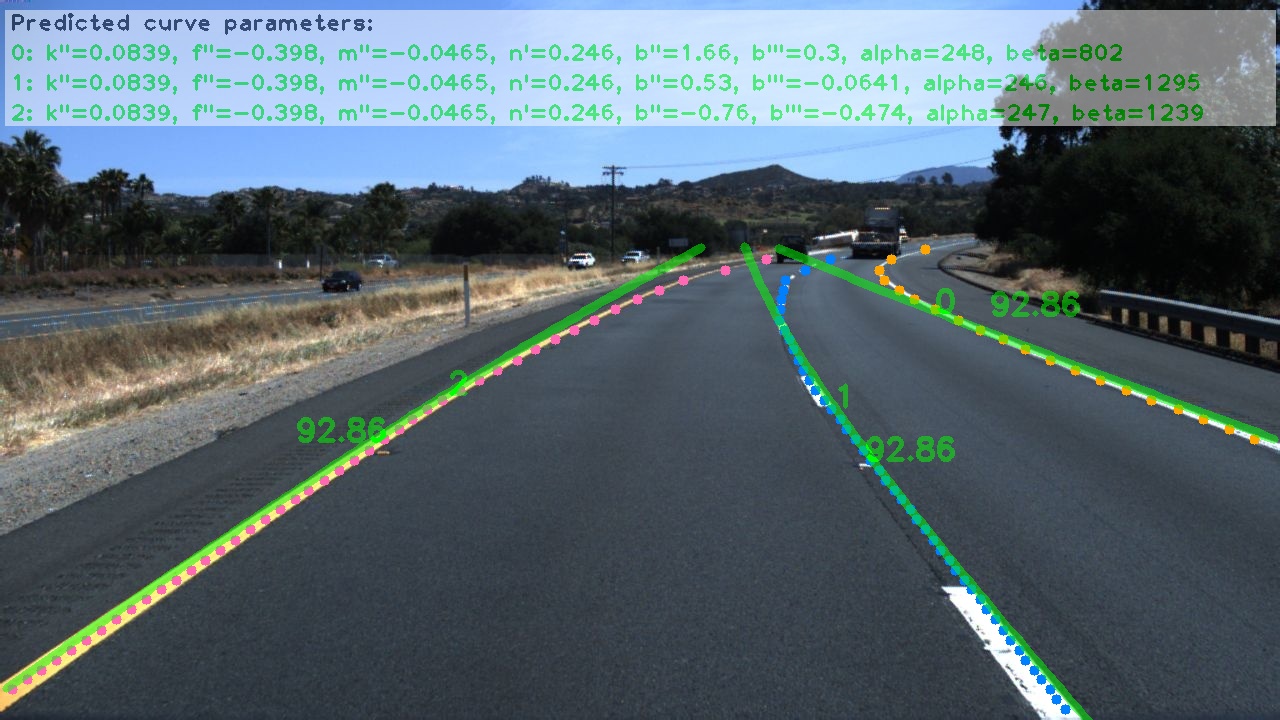 Predicted curve parameters:
0: k''=0.0839, f''=-0.398, m''=-0.0465, n'=0.246, b''=1.66, b'''=0.3, alpha=248, beta=802
1: k''=0.0839, f''=-0.398, m''=-0.0465, n'=0.246, b''=0.53, b'''=-0.0641, alpha=246, beta=1295
2: k''=0.0839, f''=-0.398, m''=-0.0465, n'=0.246, b''=-0.76, b'''=-0.474, alpha=247, beta=1239
0 92.86
2
1
92.86
92.86